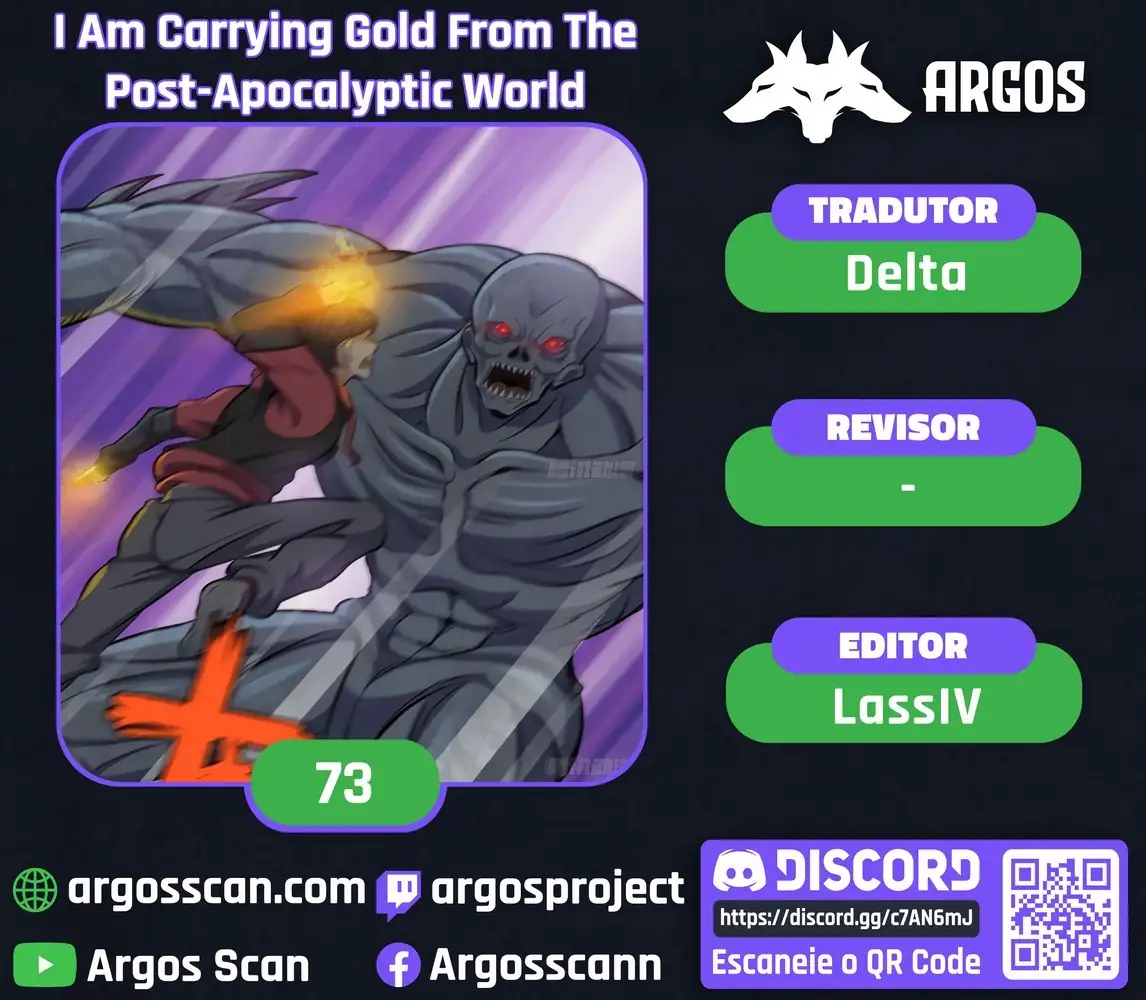 I Am Carrying Gold From The
Post-Apocalyptic World
ARGOS
TRADUTOR
Delta
REVISOR
-
EDITOR
LassIV
73
argosscan.com
argosproject
Argos Scan
Argosscann
DISCORD
https://discord.gg/c7AN6mJ
Escaneie o QR Code